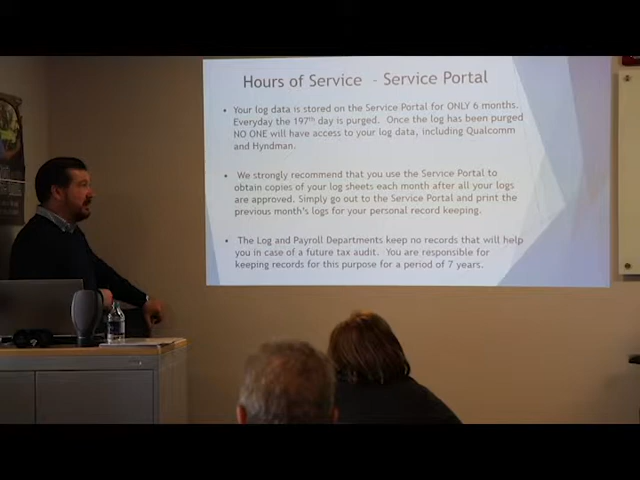 Hours of Service - Service Portal
• Your log data is stored on the Service Portal for ONLY 6 months.
Everyday the 197th day is purged. Once the log has been purged
NO ONE will have access to your log data, including Qualcomm
and Hyndman.
• We strongly recommend that you use the Service Portal to
obtain copies of your log sheets each month after all your logs
are approved. Simply go out to the Service Portal and print the
previous month's logs for your personal record keeping.
• The Log and Payroll Departments keep no records that will help
you in case of a future tax audit. You are responsible for
keeping records for this purpose for a period of 7 years.